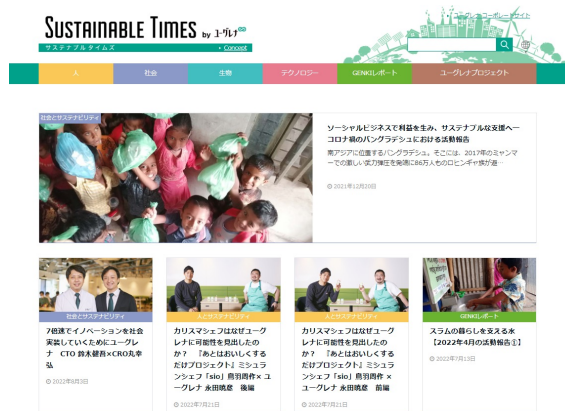 SUSTAINABLE TIMES by ユーグレナ
サステナブルタイムズ
Concept
ユーグレナコーポレートサイト
人
社会
生物
テクノロジー
GENKIレポート
ユーグレナプロジェクト
社会とサステナビリティ
ソーシャルビジネスで利益を生み、サステナブルな支援へー
コロナ禍のバングラデシュにおける活動報告
南アジアに位置するバングラデシュ。そこには、2017年のミャンマ
ーでの激しい武力弾圧を発端に86万人ものロヒンギャ族が避…
2021年12月20日
社会とサステナビリティ
7倍速でイノベーションを社会
実装していくためにユーグレ
ナ CTO 鈴木健吾×CRO丸幸
弘
2022年8月3日
人とサステナビリティ
カリスマシェフはなぜユーグ
レナに可能性を見出したの
か? 『あとはおいしくする
だけプロジェクト』ミシュラ
ンシェフ「sio」鳥羽周作 × ユ
ーグレナ 永田暁彦 後編
2022年7月21日
人とサステナビリティ
カリスマシェフはなぜユーグ
レナに可能性を見出したの
か? 『あとはおいしくする
だけプロジェクト』ミシュラ
ンシェフ「sio」鳥羽周作 × ユ
ーグレナ 永田暁彦 前編
2022年7月21日
GENKIレポート
スラムの暮らしを支える水
【2022年4月の活動報告①】
2022年7月13日